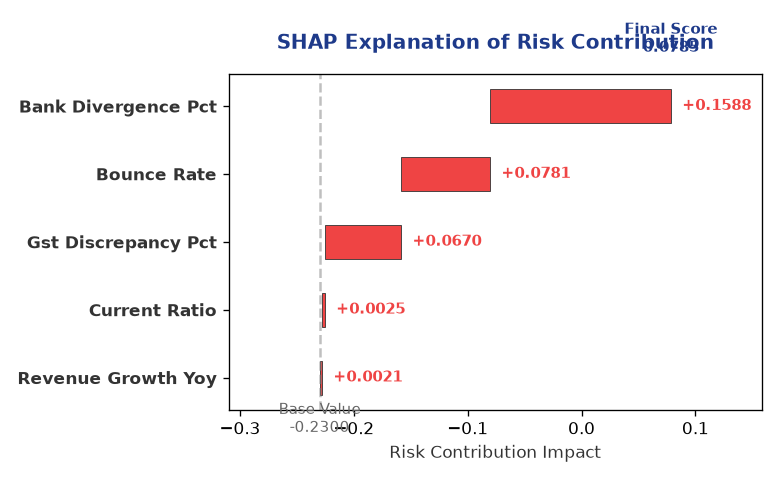 Final Score
SHAP Explanation of Risk Contribution
Bank Divergence Pct
+0.1588
Bounce Rate
+0.0781
Gst Discrepancy Pct
+0.0670
Current Ratio
+0.0025
Revenue Growth Yoy
+0.0021
Base Value
-0.2300
−0.3
−0.2
−0.1
0.0
0.1
Risk Contribution Impact